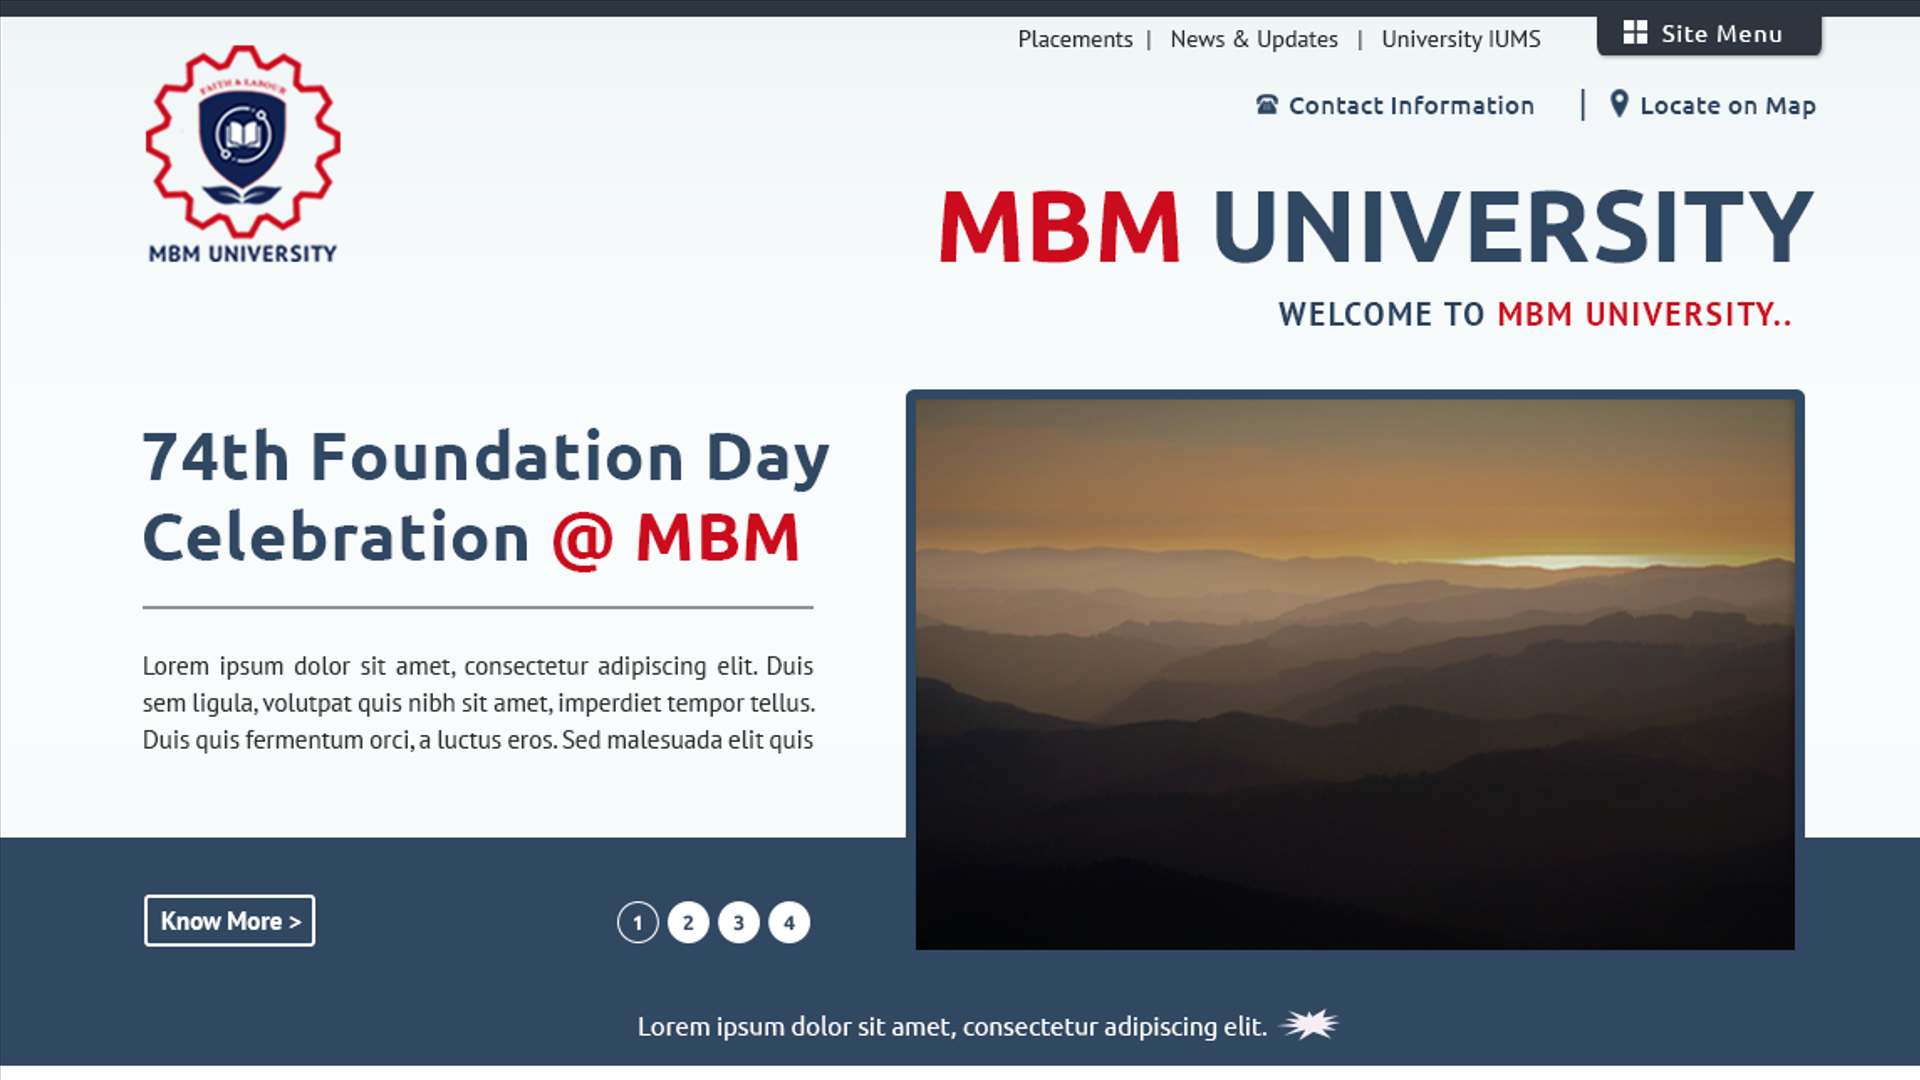 Placements | News & Updates | University IUMS
Site Menu
Contact Information | Locate on Map
FAITH & LABOUR
MBM UNIVERSITY
MBM UNIVERSITY
WELCOME TO MBM UNIVERSITY..
74th Foundation Day
Celebration @ MBM
Lorem ipsum dolor sit amet, consectetur adipiscing elit. Duis
sem ligula, volutpat quis nibh sit amet, imperdiet tempor tellus.
Duis quis fermentum orci, a luctus eros. Sed malesuada elit quis
Know More >
1 2 3 4
Lorem ipsum dolor sit amet, consectetur adipiscing elit.